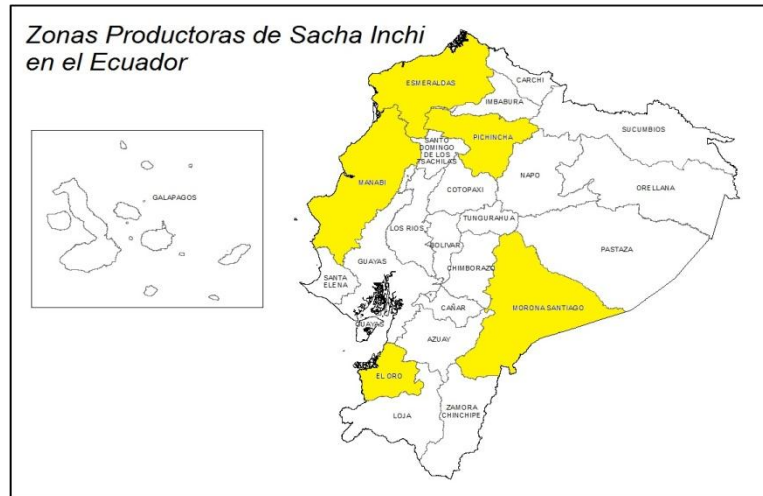 Zonas Productoras de Sacha Inchi
en el Ecuador
ESMERALDAS
CARCHI
IMBABURA
SUCUMBIOS
PICHINCHA
SANTO
DOMINGO
DE LOS
TSACHILAS
MANABI
NAPO
ORELLANA
COTOPAXI
GALAPAGOS
TUNGURAHUA
LOS RIOS
PASTAZA
BOLIVAR
GUAYAS
CHIMBORAZO
SANTA
ELENA
MORONA SANTIAGO
CAÑAR
GUAYAS
AZUAY
EL ORO
ZAMORA
CHINCHIPE
LOJA